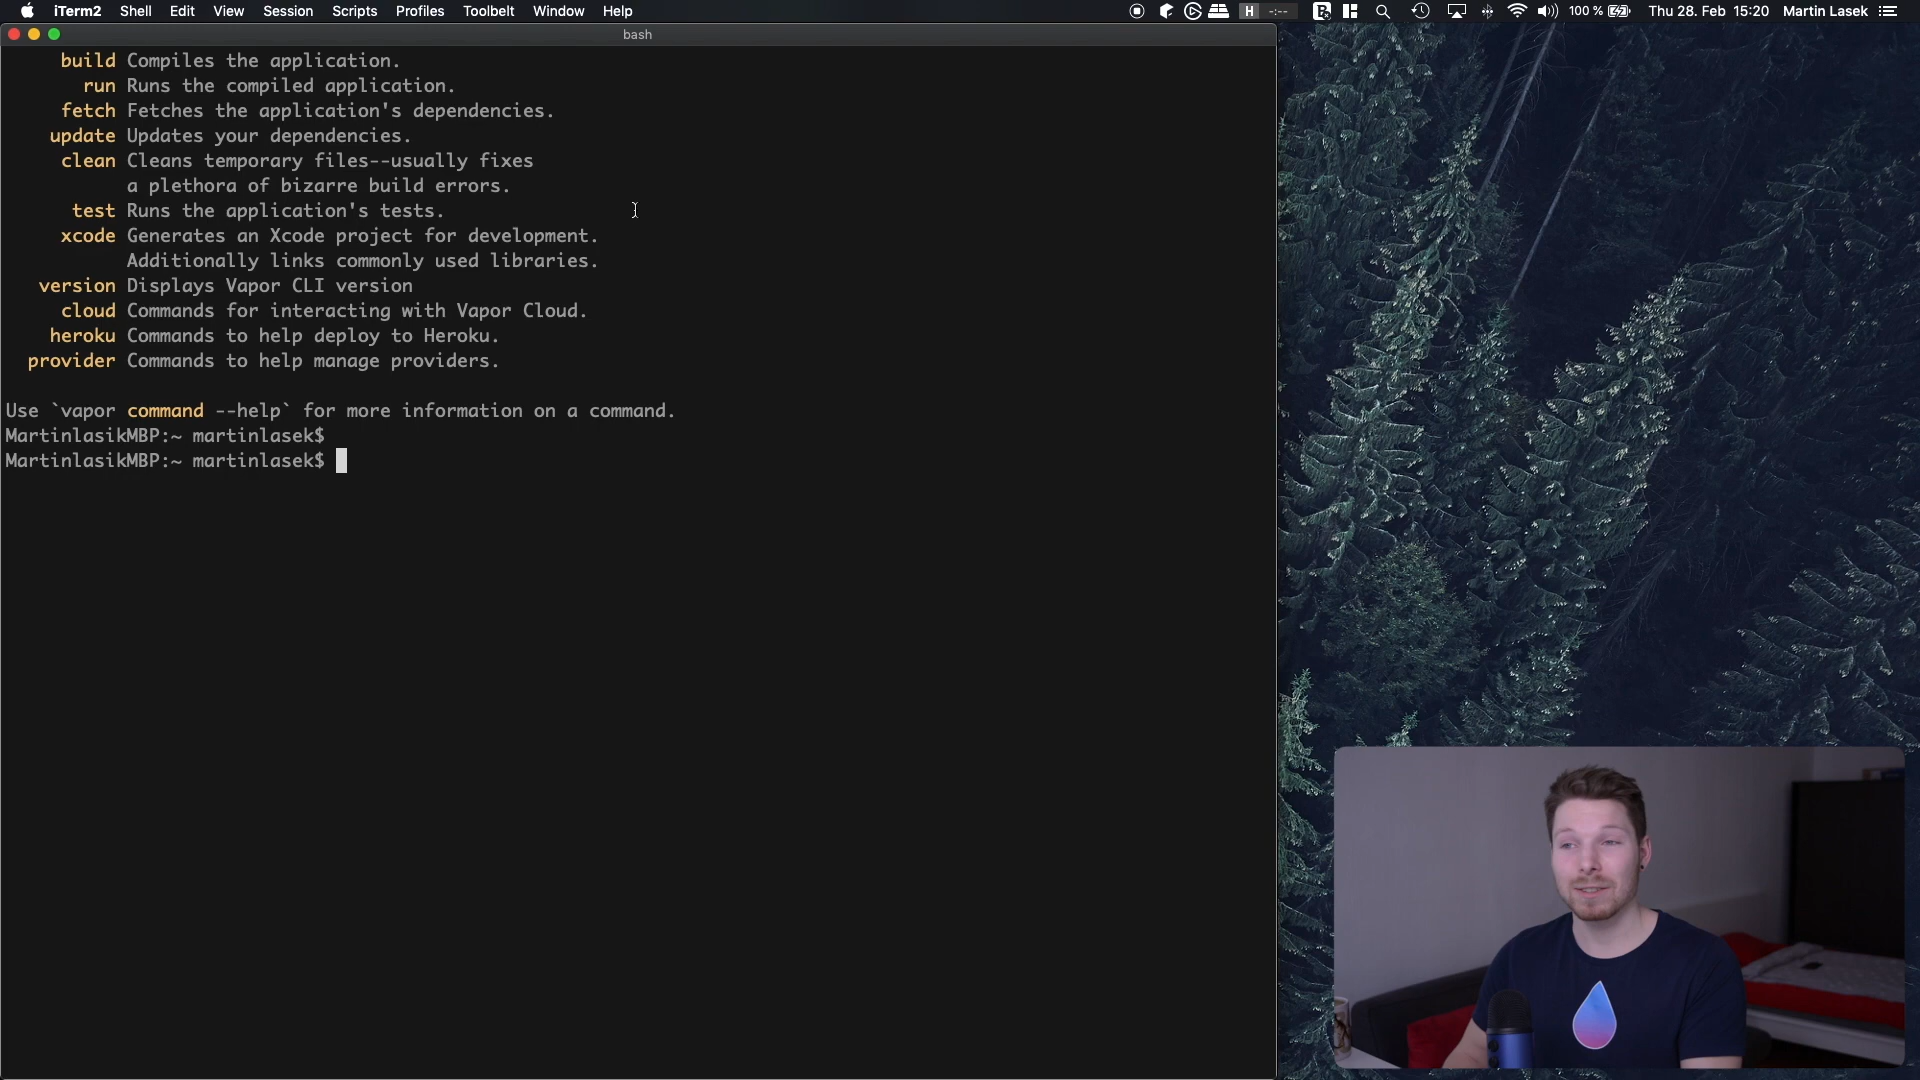 iTerm2 Shell Edit View Session Scripts Profiles Toolbelt Window Help H -:-- 100 % Thu 28. Feb 15:20 Martin Lasek
bash
build Compiles the application.
run Runs the compiled application.
fetch Fetches the application's dependencies.
update Updates your dependencies.
clean Cleans temporary files--usually fixes
a plethora of bizarre build errors.
test Runs the application's tests.
xcode Generates an Xcode project for development.
Additionally links commonly used libraries.
version Displays Vapor CLI version
cloud Commands for interacting with Vapor Cloud.
heroku Commands to help deploy to Heroku.
provider Commands to help manage providers.
Use `vapor command --help` for more information on a command.
MartinlasikMBP:~ martinlasek$
MartinlasikMBP:~ martinlasek$